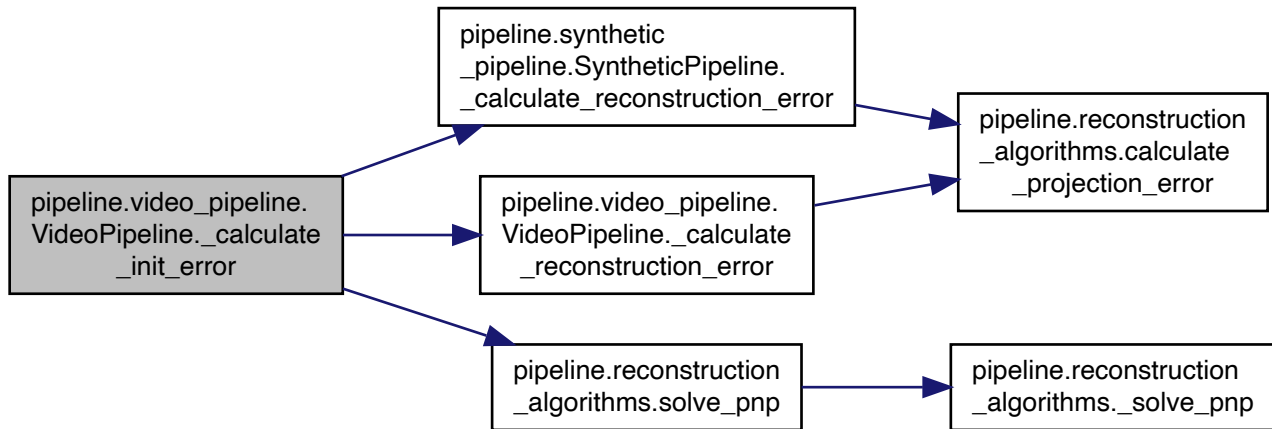 pipeline.video_pipeline.
VideoPipeline._calculate
_init_error
pipeline.synthetic
_pipeline.SyntheticPipeline.
_calculate_reconstruction_error
pipeline.video_pipeline.
VideoPipeline._calculate
_reconstruction_error
pipeline.reconstruction
_algorithms.solve_pnp
pipeline.reconstruction
_algorithms.calculate
_projection_error
pipeline.reconstruction
_algorithms._solve_pnp